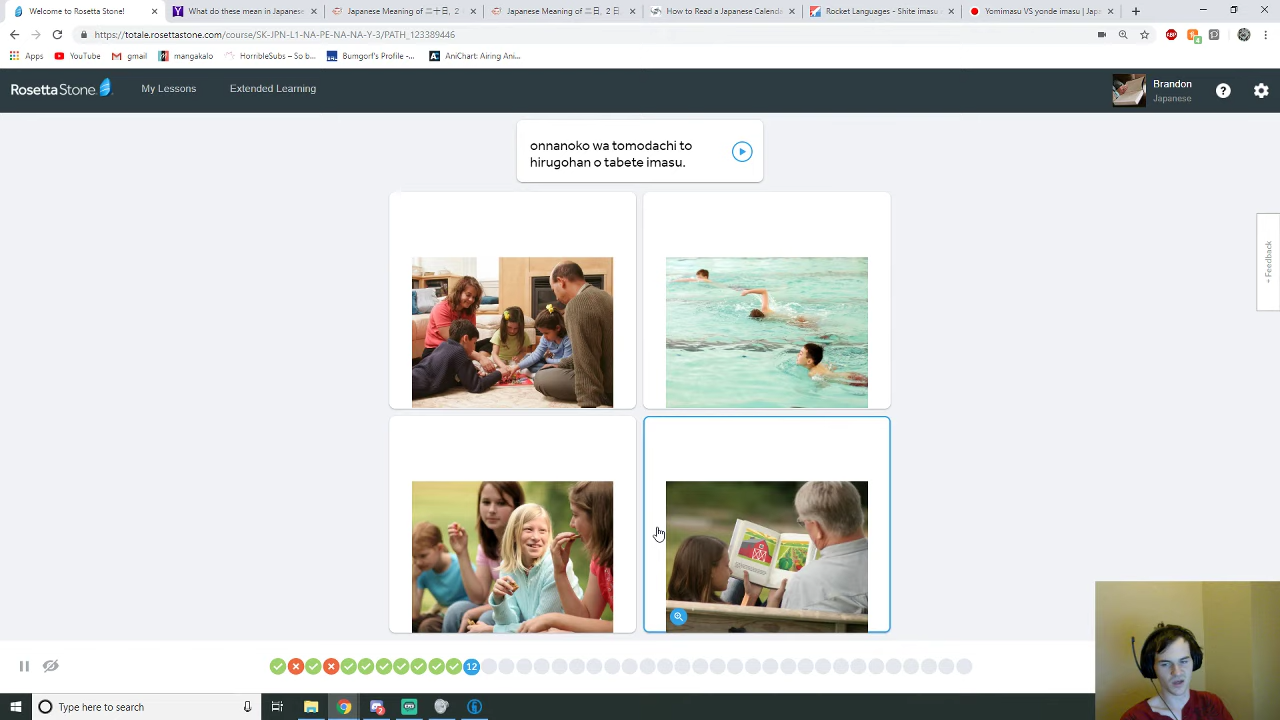 Welcome to Rosetta Stone!
What do these mean in Japanese
Japanese Meaning of 二十日, 2
Japanese Meaning of 二日, 2日
How to Read a Japanese Calende
Rocket Languages - Shite imasu v
Yomimasu VS yonde imasu | Jap
https://totale.rosettastone.com/course/SK-JPN-L1-NA-PE-NA-NA-Y-3/PATH_123389446
Apps
YouTube
gmail
mangakalo
HorribleSubs – So b...
Bumgorf's Profile -...
AniChart: Airing Ani...
RosettaStone
My Lessons
Extended Learning
Brandon
Japanese
onnanoko wa tomodachi to
hirugohan o tabete imasu.
+ Feedback
12
Type here to search